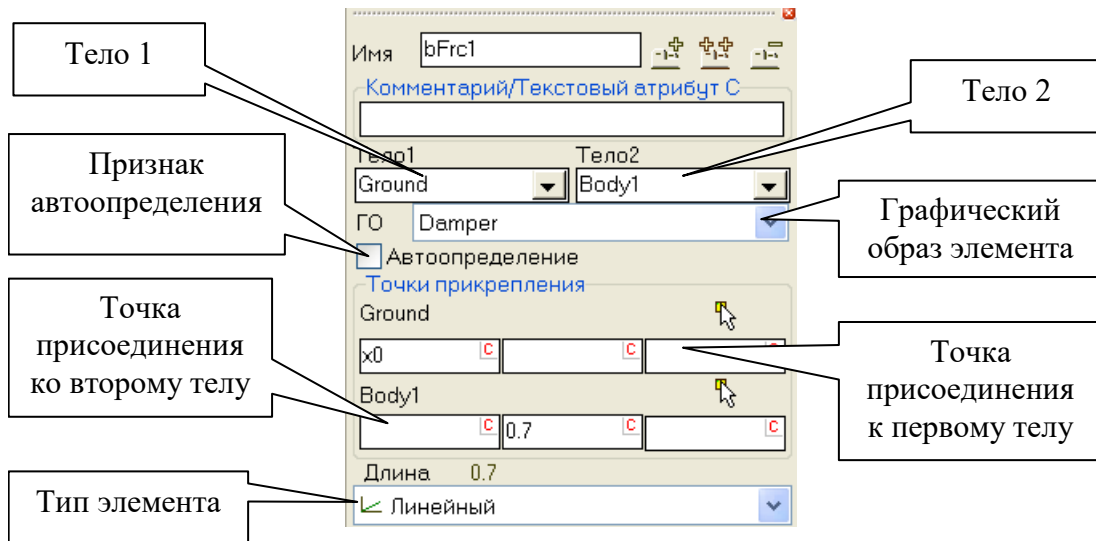 Тело 1
Имя bFrc1
Комментарий/Текстовый атрибут C
Тело 2
Тело1 Тело2
Ground Body1
Признак
автоопределения
ГО Damper
Графический
образ элемента
Автоопределение
Точки прикрепления
Ground
x0 C C C
Точка
присоединения
ко второму телу
Точка
присоединения
к первому телу
Body1
C 0.7 C C
Длина 0.7
Тип элемента
Линейный